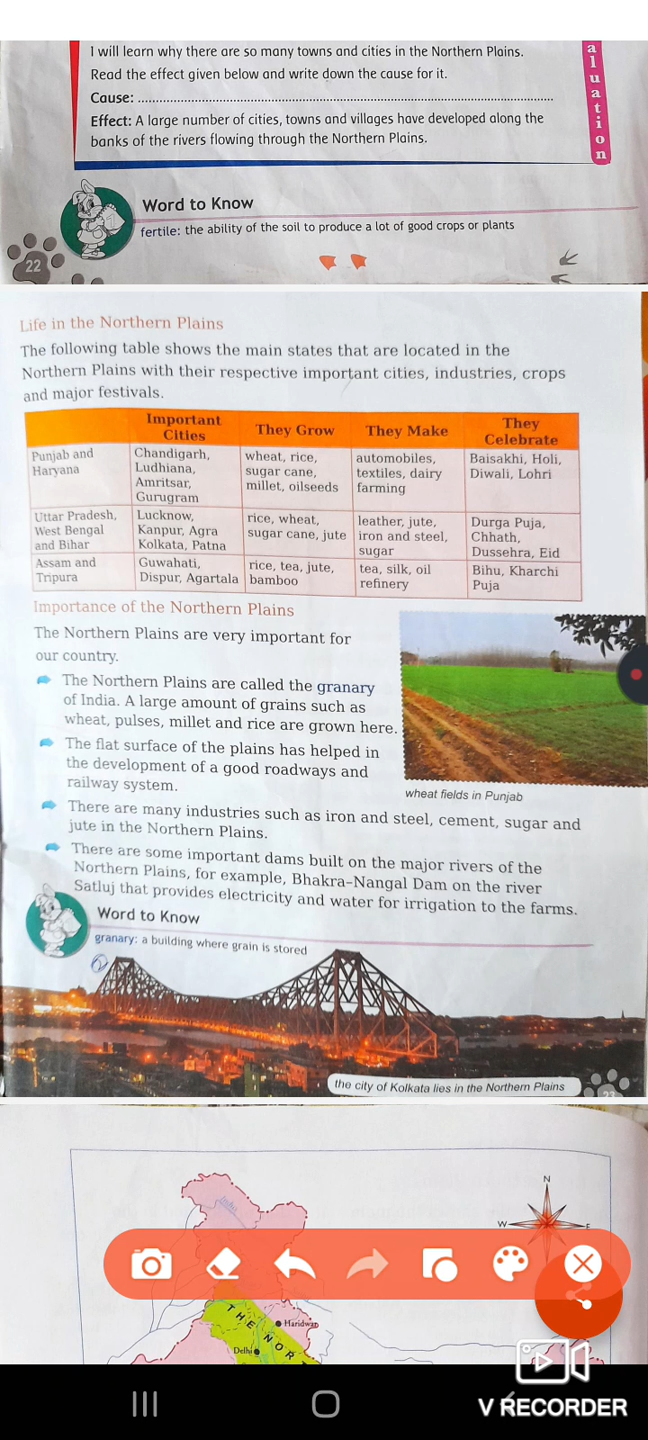 I will learn why there are so many towns and cities in the Northern Plains.
Read the effect given below and write down the cause for it.
Cause: ..........................................................................................................
Effect: A large number of cities, towns and villages have developed along the
banks of the rivers flowing through the Northern Plains.
aluation
Word to Know
fertile: the ability of the soil to produce a lot of good crops or plants
22
Life in the Northern Plains
The following table shows the main states that are located in the
Northern Plains with their respective important cities, industries, crops
and major festivals.
Important Cities | They Grow | They Make | They Celebrate
Punjab and Haryana | Chandigarh, Ludhiana, Amritsar, Gurugram | wheat, rice, sugar cane, millet, oilseeds | automobiles, textiles, dairy farming | Baisakhi, Holi, Diwali, Lohri
Uttar Pradesh, West Bengal and Bihar | Lucknow, Kanpur, Agra Kolkata, Patna | rice, wheat, sugar cane, jute | leather, jute, iron and steel, sugar | Durga Puja, Chhath, Dussehra, Eid
Assam and Tripura | Guwahati, Dispur, Agartala | rice, tea, jute, bamboo | tea, silk, oil refinery | Bihu, Kharchi Puja
Importance of the Northern Plains
The Northern Plains are very important for
our country.
The Northern Plains are called the granary
of India. A large amount of grains such as
wheat, pulses, millet and rice are grown here.
The flat surface of the plains has helped in
the development of a good roadways and
railway system.
wheat fields in Punjab
There are many industries such as iron and steel, cement, sugar and
jute in the Northern Plains.
There are some important dams built on the major rivers of the
Northern Plains, for example, Bhakra-Nangal Dam on the river
Satluj that provides electricity and water for irrigation to the farms.
Word to Know
granary: a building where grain is stored
the city of Kolkata lies in the Northern Plains
23
N
W
E
Indus
Haridwar
THE NORT
Delhi
V RECORDER